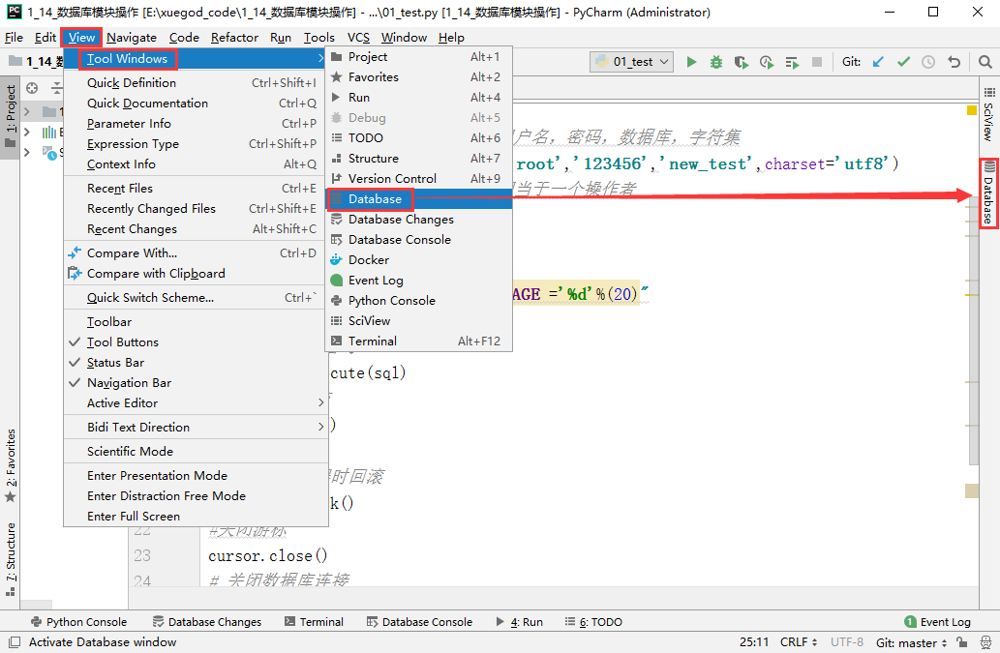 1_14_数据库模块操作 [E:\xuegod_code\1_14_数据库模块操作] - ...\01_test.py [1_14_数据库模块操作] - PyCharm (Administrator)
File Edit View Navigate Code Refactor Run Tools VCS Window Help
1_14_数
01_test
Git:
Tool Windows
Quick Definition Ctrl+Shift+I
Quick Documentation Ctrl+Q
Parameter Info Ctrl+P
Expression Type Ctrl+Shift+P
Context Info Alt+Q
Recent Files Ctrl+E
Recently Changed Files Ctrl+Shift+E
Recent Changes Alt+Shift+C
Compare With... Ctrl+D
Compare with Clipboard
Quick Switch Scheme... Ctrl+`
Toolbar
Tool Buttons
Status Bar
Navigation Bar
Active Editor
Bidi Text Direction
Scientific Mode
Enter Presentation Mode
Enter Distraction Free Mode
Enter Full Screen
Project Alt+1
Favorites Alt+2
Run Alt+4
Debug Alt+5
TODO Alt+6
Structure Alt+7
Version Control Alt+9
Database
Database Changes
Database Console
Docker
Event Log
Python Console
SciView
Terminal Alt+F12
1: Project
2: Favorites
7: Structure
SciView
Database
户名，密码，数据库，字符集
root','123456','new_test',charset='utf8')
当于一个操作者
AGE ='%d'%(20)"
cute(sql)
)
时回滚
k()
22 #关闭游标
23 cursor.close()
24 # 关闭数据库连接
Python Console Database Changes Terminal Database Console 4: Run 6: TODO 1 Event Log
Activate Database window 25:11 CRLF UTF-8 Git: master